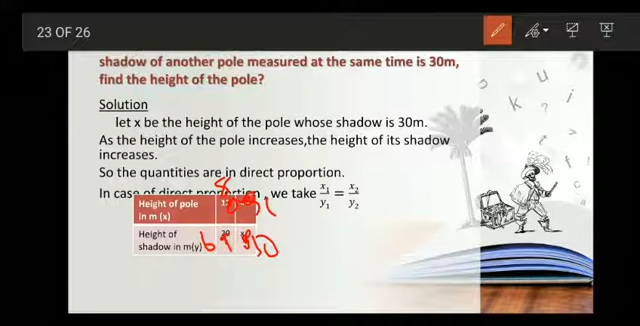 23 OF 26
shadow of another pole measured at the same time is 30m,
find the height of the pole?
Solution
let x be the height of the pole whose shadow is 30m.
As the height of the pole increases,the height of its shadow
increases.
So the quantities are in direct proportion.
In case of direct proportion , we take x₁/y₁ = x₂/y₂
Height of pole
in m (x)
Height of
shadow in m(y)